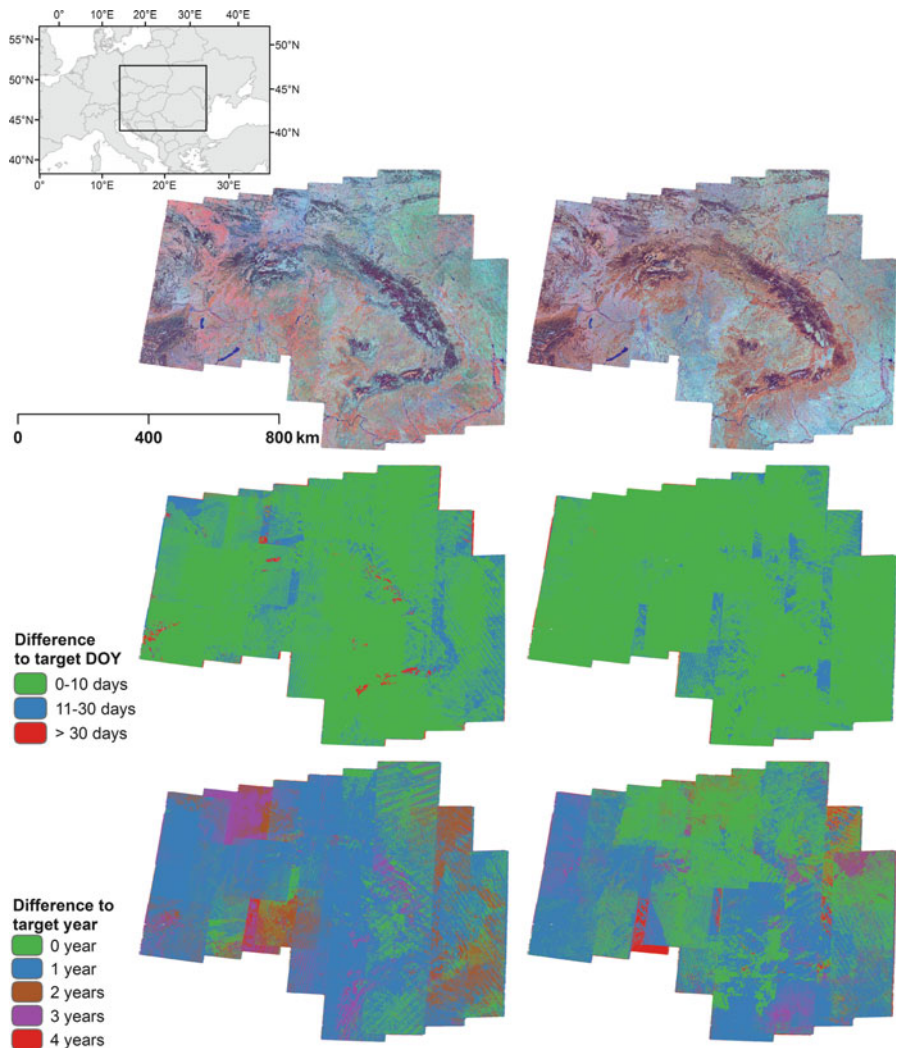 0° 10°E 20°E 30°E 40°E
55°N
50°N
50°N
45°N
45°N
40°N
40°N
0° 10°E 20°E 30°E
0 400 800 km
Difference
to target DOY
0-10 days
11-30 days
> 30 days
Difference to
target year
0 year
1 year
2 years
3 years
4 years